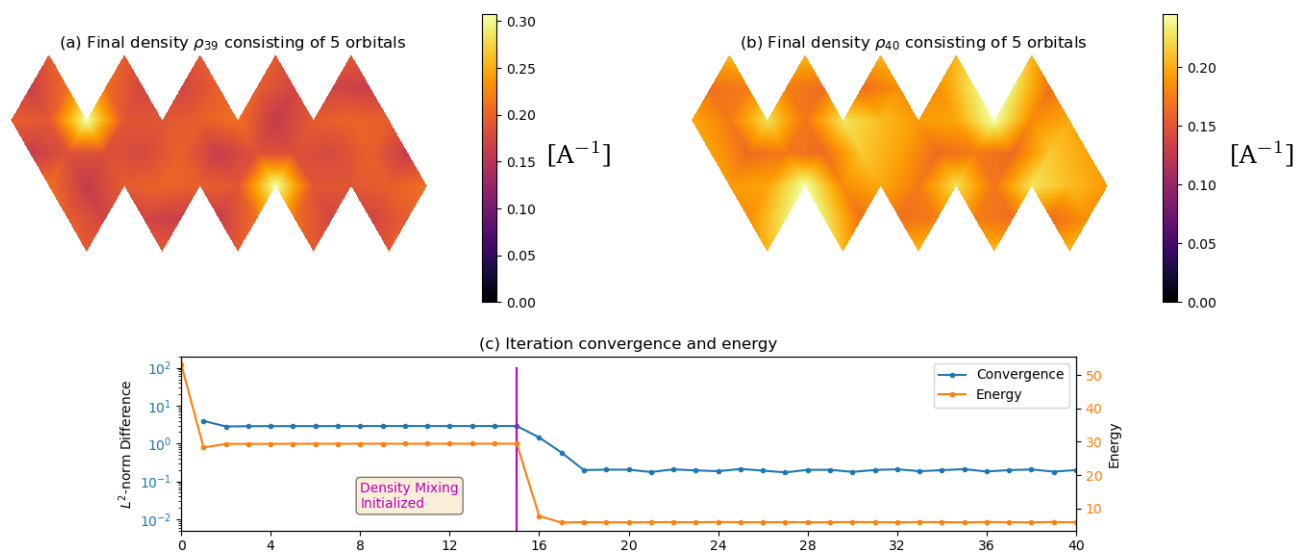 (a) Final density ρ₃₉ consisting of 5 orbitals
0.30
0.25
0.20
0.15
0.10
0.05
0.00
[A⁻¹]
(b) Final density ρ₄₀ consisting of 5 orbitals
0.20
0.15
0.10
0.05
0.00
[A⁻¹]
(c) Iteration convergence and energy
L²-norm Difference
10²
10¹
10⁰
10⁻¹
10⁻²
Density Mixing
Initialized
Convergence
Energy
50
40
30
20
10
Energy
0 4 8 12 16 20 24 28 32 36 40